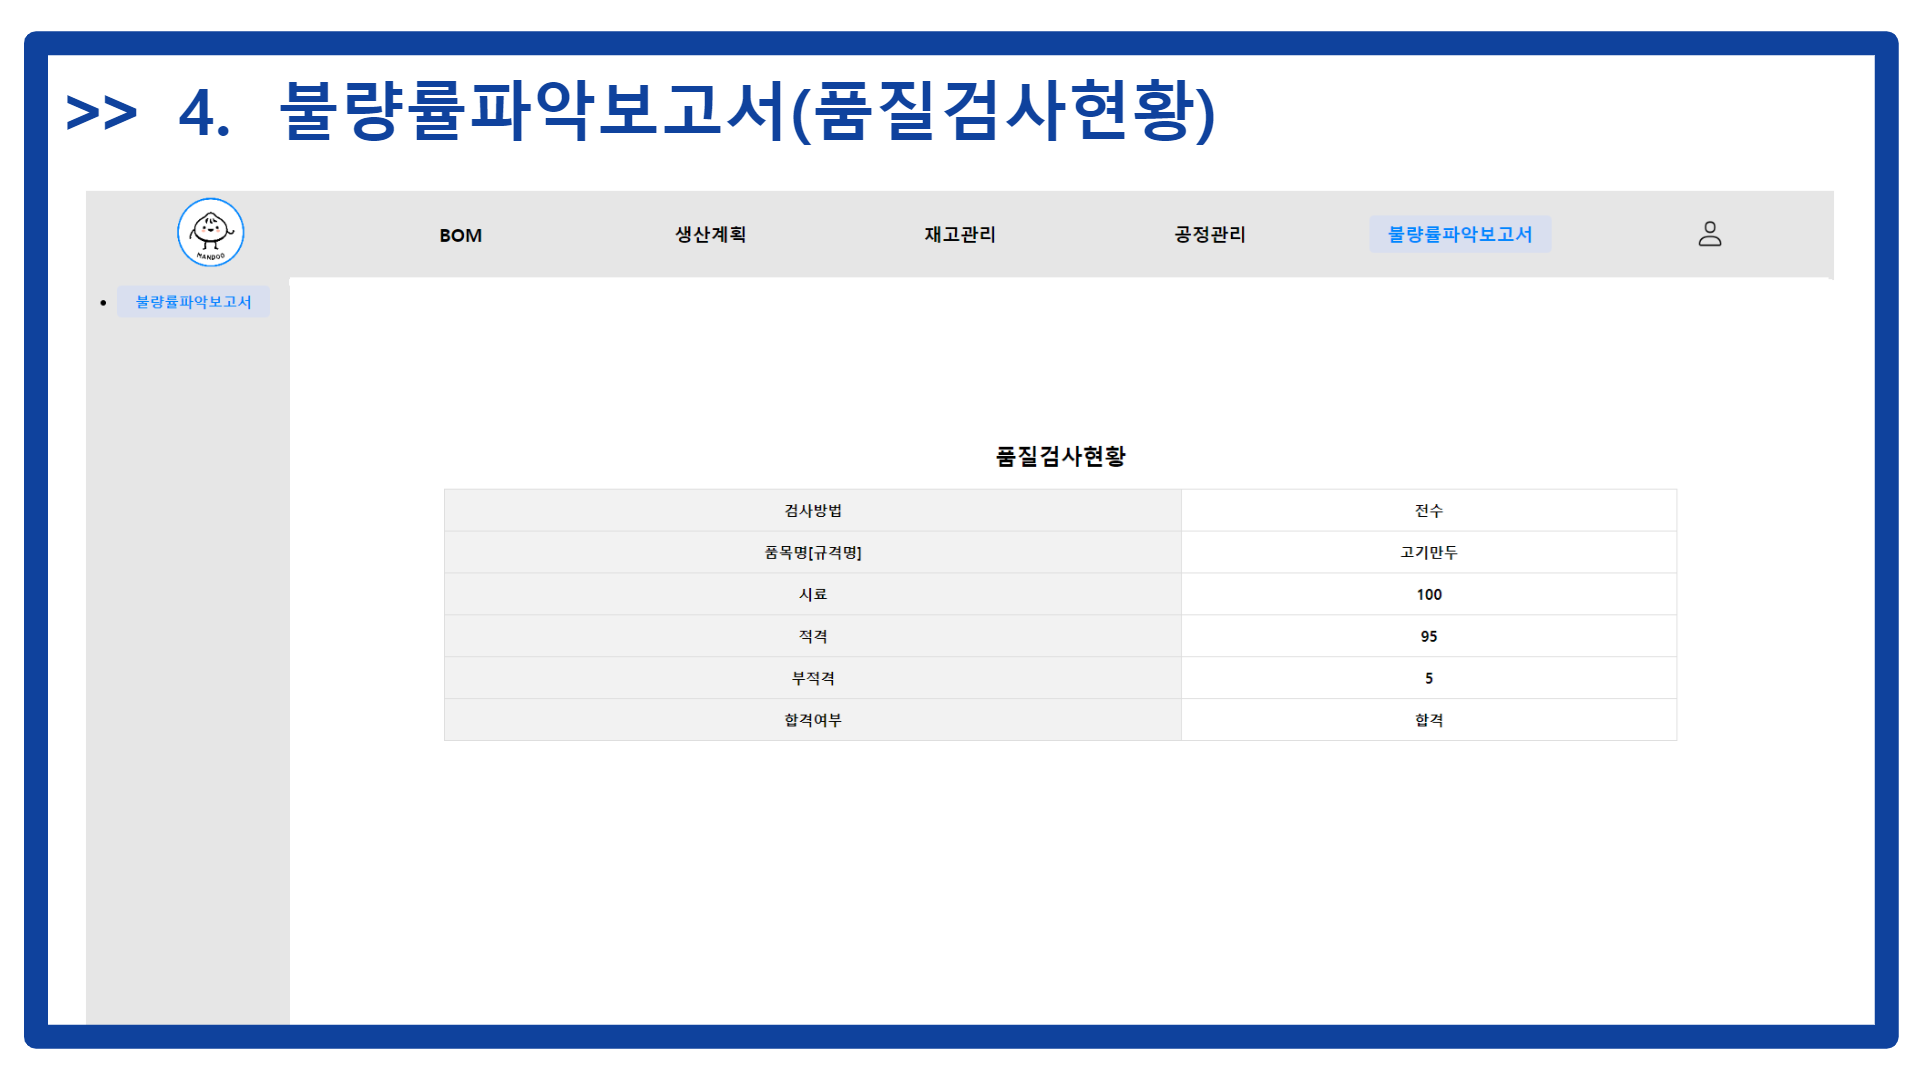 >> 4. 불량률파악보고서(품질검사현황)
MANDOO
BOM 생산계획 재고관리 공정관리 불량률파악보고서
불량률파악보고서
품질검사현황
검사방법 전수
품목명[규격명] 고기만두
시료 100
적격 95
부적격 5
합격여부 합격